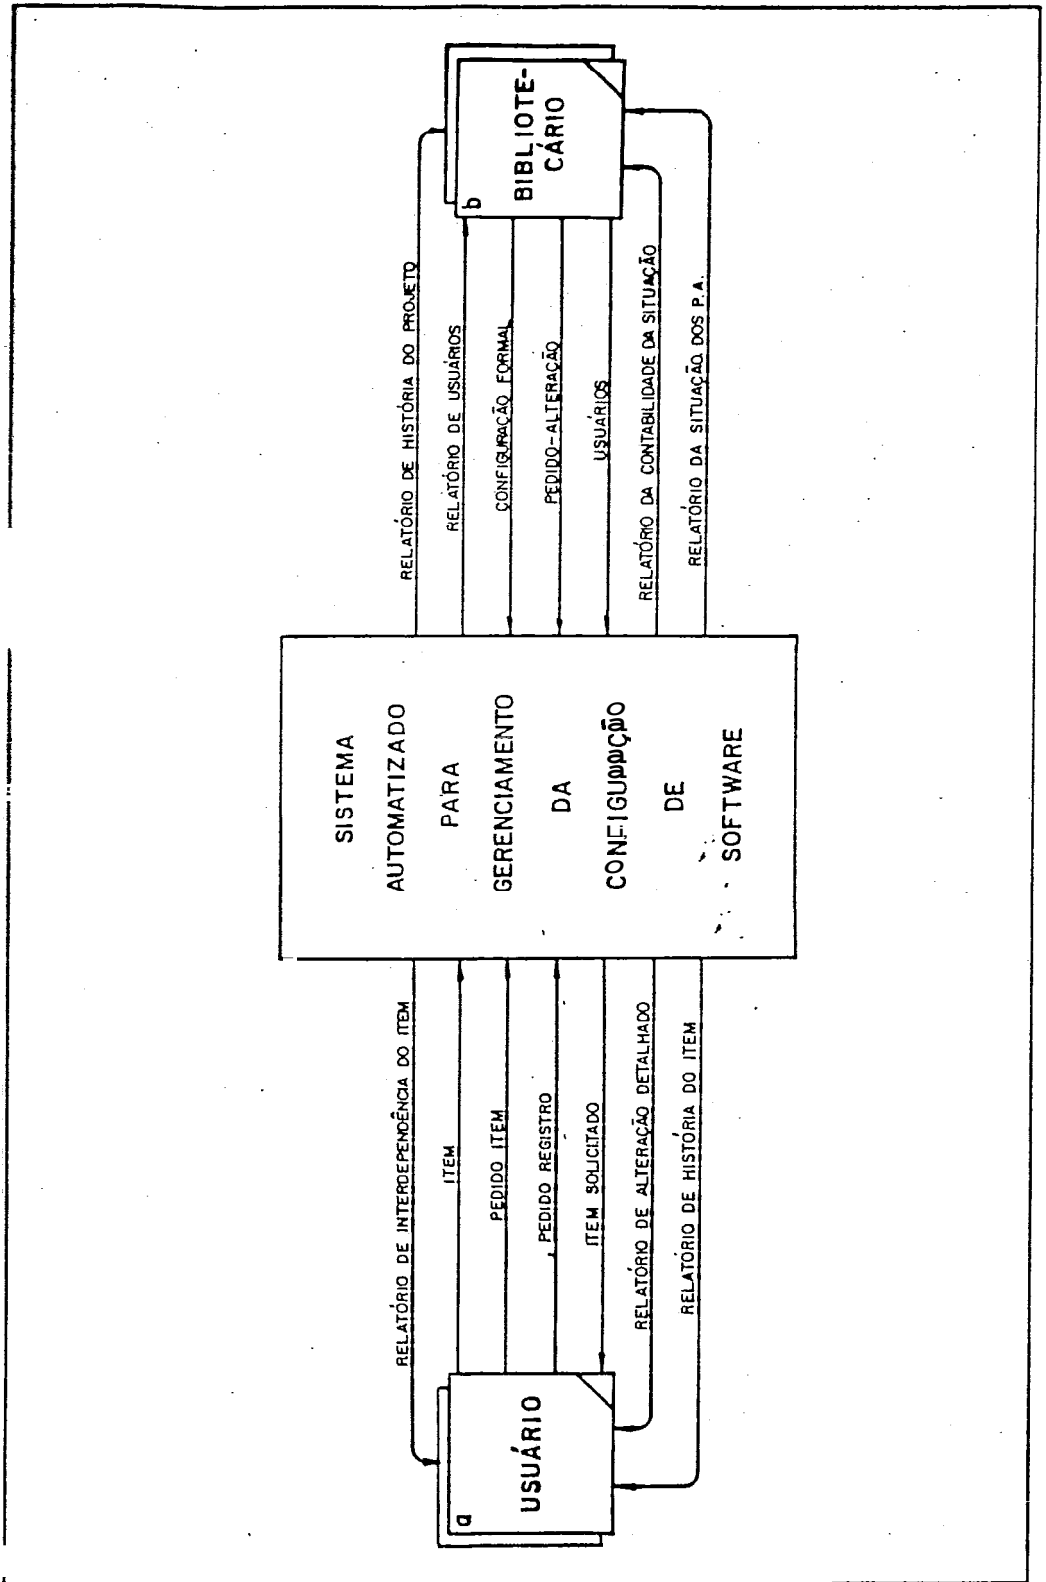 RELATÓRIO DE INTERDEPENDÊNCIA DO ITEM
ITEM
PEDIDO ITEM
PEDIDO REGISTRO
ITEM SOLICITADO
RELATÓRIO DE ALTERAÇÃO DETALHADO
RELATÓRIO DE HISTÓRIA DO ITEM
a
USUÁRIO
SISTEMA
AUTOMATIZADO
PARA
GERENCIAMENTO
DA
CONFIGURAÇÃO
DE
SOFTWARE
RELATÓRIO DE HISTÓRIA DO PROJETO
RELATÓRIO DE USUÁRIOS
CONFIGURAÇÃO FORMAL
PEDIDO-ALTERAÇÃO
USUÁRIOS
RELATÓRIO DA CONTABILIDADE DA SITUAÇÃO
RELATÓRIO DA SITUAÇÃO DOS P.A.
b
BIBLIOTE-
CÁRIO